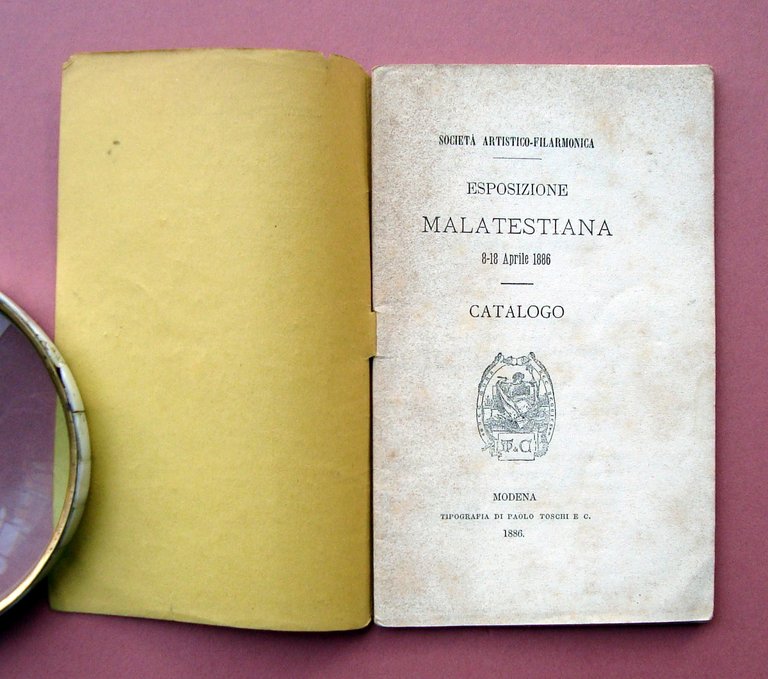 SOCIETÀ ARTISTICO-FILARMONICA
ESPOSIZIONE
MALATESTIANA
8-18 Aprile 1886
CATALOGO
MODENA
TIPOGRAFIA DI PAOLO TOSCHI E C.
1886.